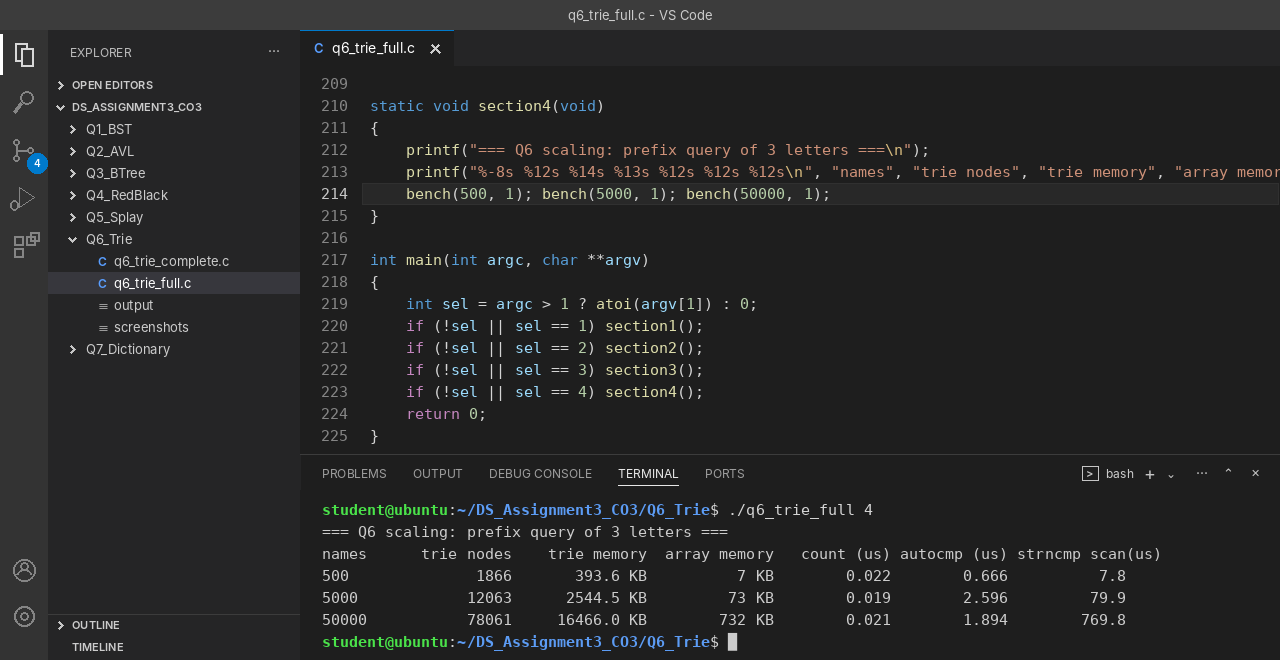 q6_trie_full.c - VS Code
EXPLORER
OPEN EDITORS
DS_ASSIGNMENT3_CO3
Q1_BST
Q2_AVL
Q3_BTree
Q4_RedBlack
Q5_Splay
Q6_Trie
C q6_trie_complete.c
C q6_trie_full.c
output
screenshots
Q7_Dictionary
OUTLINE
TIMELINE
4
C q6_trie_full.c
209
210 static void section4(void)
211 {
212     printf("=== Q6 scaling: prefix query of 3 letters ===\n");
213     printf("%-8s %12s %14s %13s %12s %12s %12s\n", "names", "trie nodes", "trie memory", "array memor
214     bench(500, 1); bench(5000, 1); bench(50000, 1);
215 }
216
217 int main(int argc, char **argv)
218 {
219     int sel = argc > 1 ? atoi(argv[1]) : 0;
220     if (!sel || sel == 1) section1();
221     if (!sel || sel == 2) section2();
222     if (!sel || sel == 3) section3();
223     if (!sel || sel == 4) section4();
224     return 0;
225 }
PROBLEMS OUTPUT DEBUG CONSOLE TERMINAL PORTS bash
student@ubuntu:~/DS_Assignment3_CO3/Q6_Trie$ ./q6_trie_full 4
=== Q6 scaling: prefix query of 3 letters ===
names      trie nodes    trie memory  array memory   count (us) autocmp (us) strncmp scan(us)
500              1866       393.6 KB          7 KB        0.022        0.666          7.8
5000            12063      2544.5 KB         73 KB        0.019        2.596         79.9
50000           78061     16466.0 KB        732 KB        0.021        1.894        769.8
student@ubuntu:~/DS_Assignment3_CO3/Q6_Trie$